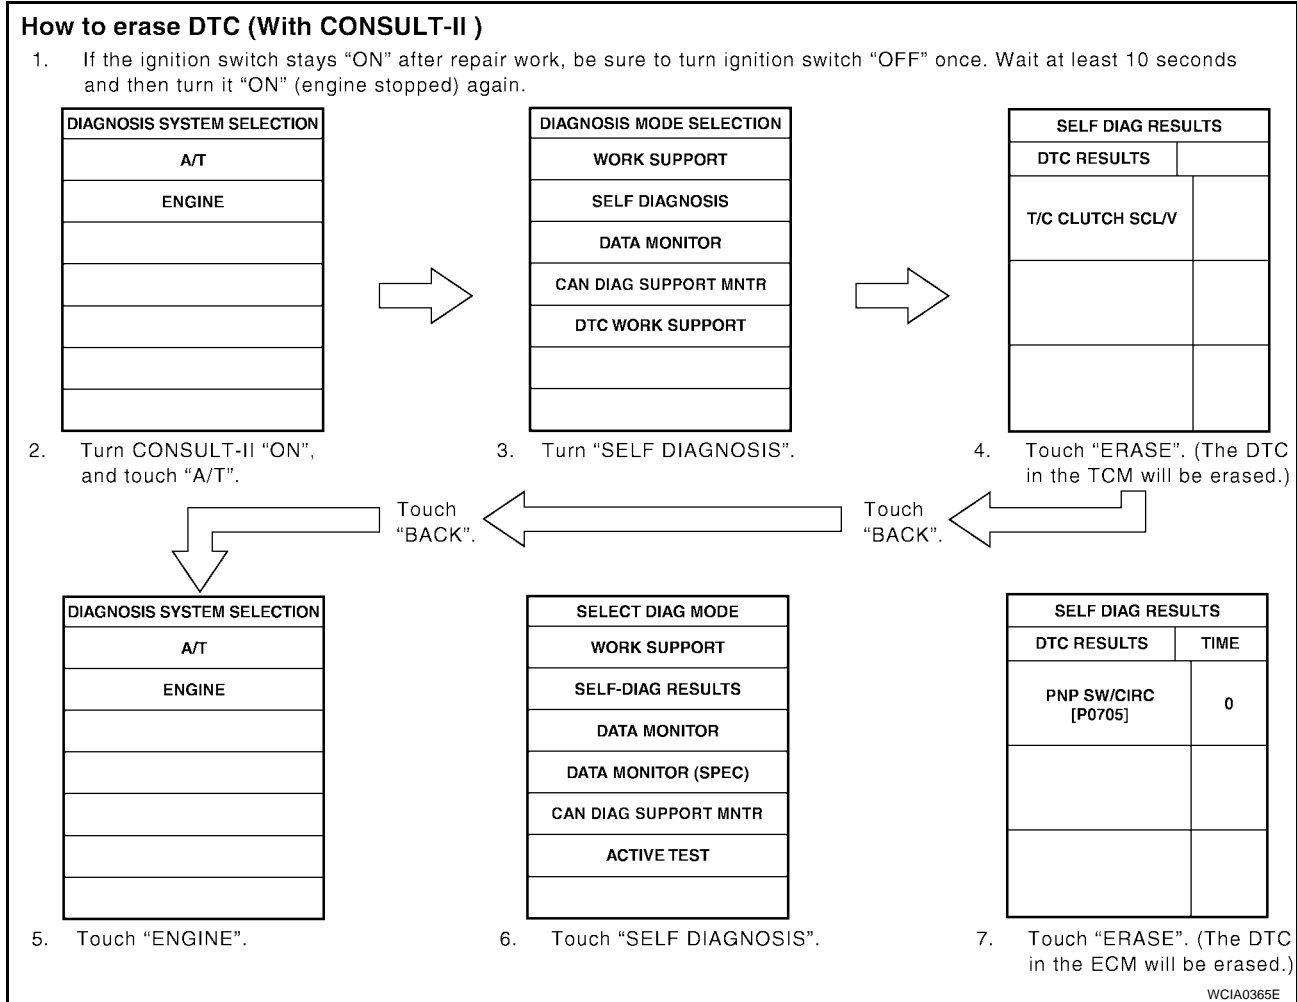 How to erase DTC (With CONSULT-II )
1. If the ignition switch stays “ON” after repair work, be sure to turn ignition switch “OFF” once. Wait at least 10 seconds
and then turn it “ON” (engine stopped) again.
DIAGNOSIS SYSTEM SELECTION
A/T
ENGINE
DIAGNOSIS MODE SELECTION
WORK SUPPORT
SELF DIAGNOSIS
DATA MONITOR
CAN DIAG SUPPORT MNTR
DTC WORK SUPPORT
SELF DIAG RESULTS
DTC RESULTS
T/C CLUTCH SCL/V
2. Turn CONSULT-II “ON”,
and touch “A/T”.
3. Turn “SELF DIAGNOSIS”.
4. Touch “ERASE”. (The DTC
in the TCM will be erased.)
Touch
“BACK”.
Touch
“BACK”.
DIAGNOSIS SYSTEM SELECTION
A/T
ENGINE
SELECT DIAG MODE
WORK SUPPORT
SELF-DIAG RESULTS
DATA MONITOR
DATA MONITOR (SPEC)
CAN DIAG SUPPORT MNTR
ACTIVE TEST
SELF DIAG RESULTS
DTC RESULTS TIME
PNP SW/CIRC
[P0705]
0
5. Touch “ENGINE”.
6. Touch “SELF DIAGNOSIS”.
7. Touch “ERASE”. (The DTC
in the ECM will be erased.)
WCIA0365E